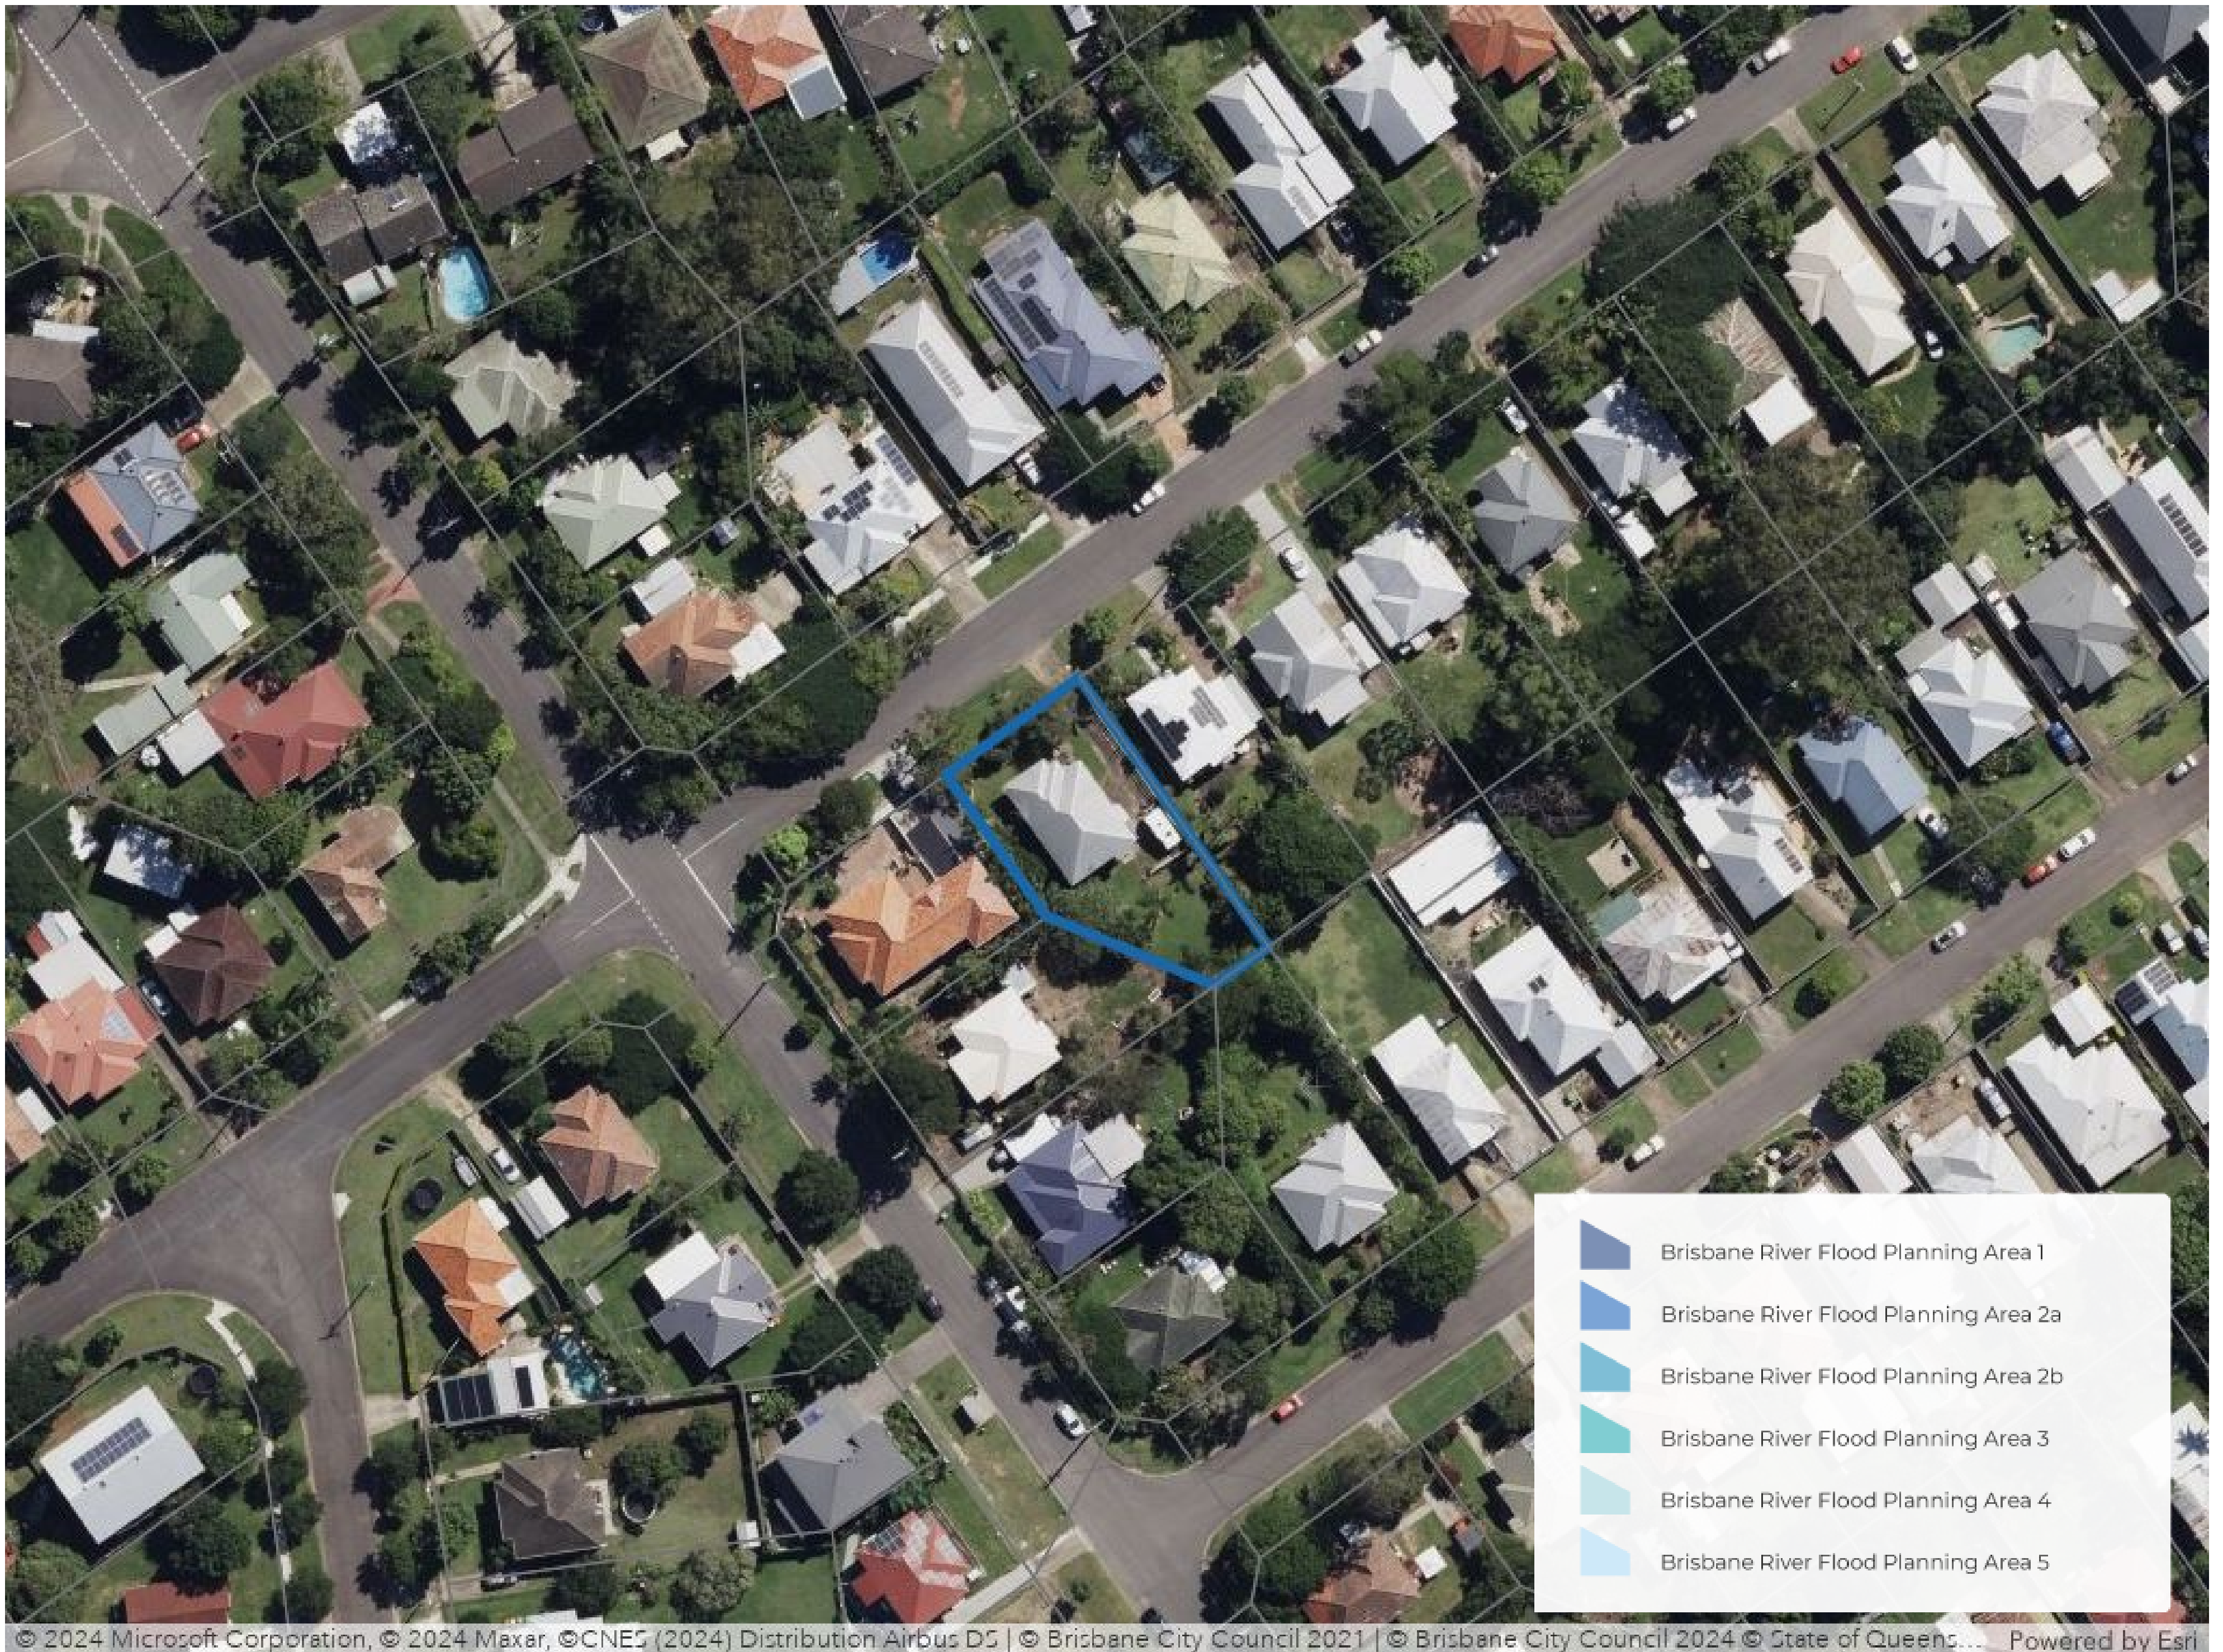 Brisbane River Flood Planning Area 1
Brisbane River Flood Planning Area 2a
Brisbane River Flood Planning Area 2b
Brisbane River Flood Planning Area 3
Brisbane River Flood Planning Area 4
Brisbane River Flood Planning Area 5
© 2024 Microsoft Corporation, © 2024 Maxar, ©CNES (2024) Distribution Airbus DS | © Brisbane City Council 2021 | © Brisbane City Council 2024 © State of Queens... Powered by Esri